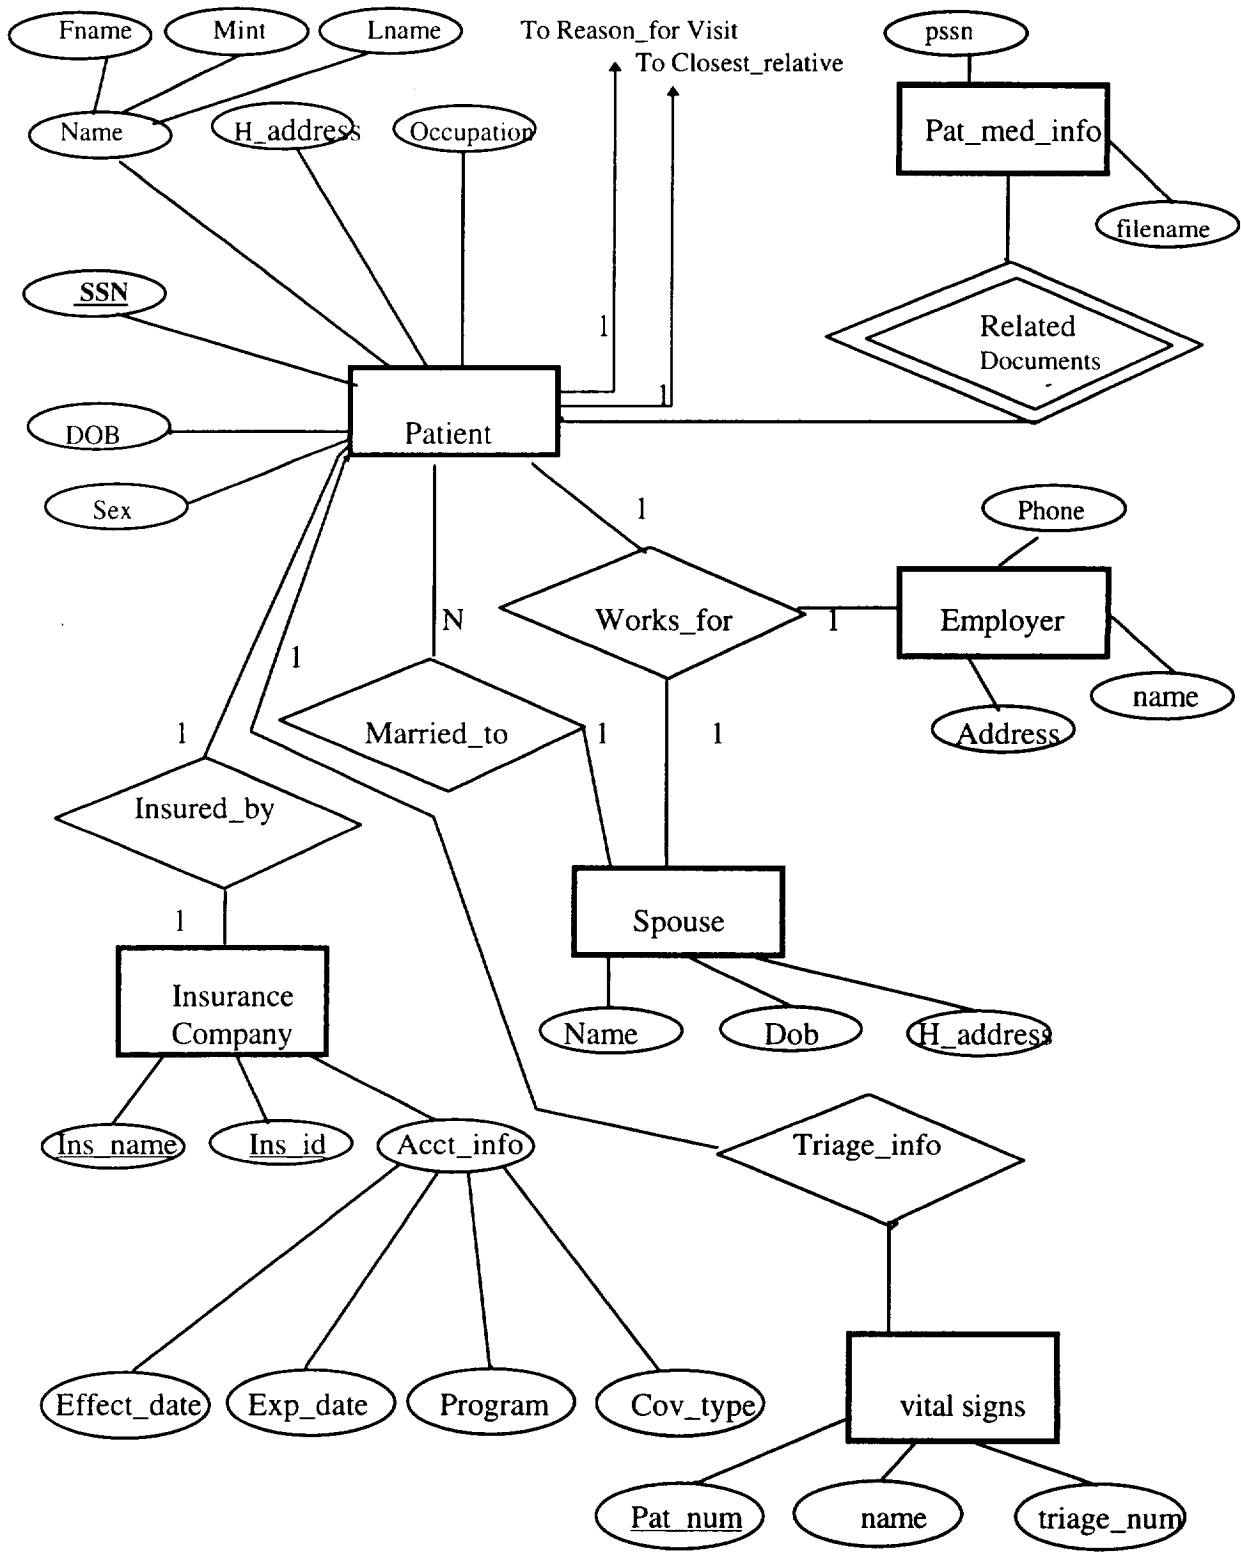 Fname
Mint
Lname
To Reason_for Visit
pssn
To Closest_relative
Name
H_address
Occupation
Pat_med_info
filename
SSN
1
Related
Documents
1
DOB
Patient
Sex
1
Phone
N
Works_for
1
Employer
1
name
1
Married_to
1
1
Address
Insured_by
1
Spouse
Insurance
Company
Name
Dob
H_address
Ins_name
Ins_id
Acct_info
Triage_info
Effect_date
Exp_date
Program
Cov_type
vital signs
Pat_num
name
triage_num